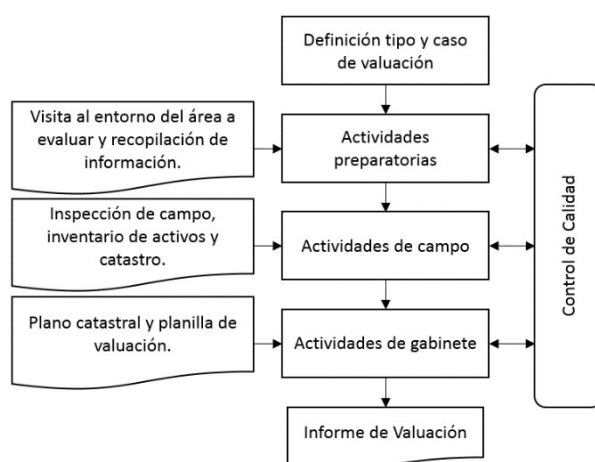 Definición tipo y caso
de valuación
Visita al entorno del área a
evaluar y recopilación de
información.
Actividades
preparatorias
Inspección de campo,
inventario de activos y
catastro.
Actividades de campo
Plano catastral y planilla de
valuación.
Actividades de gabinete
Informe de Valuación
Control de Calidad